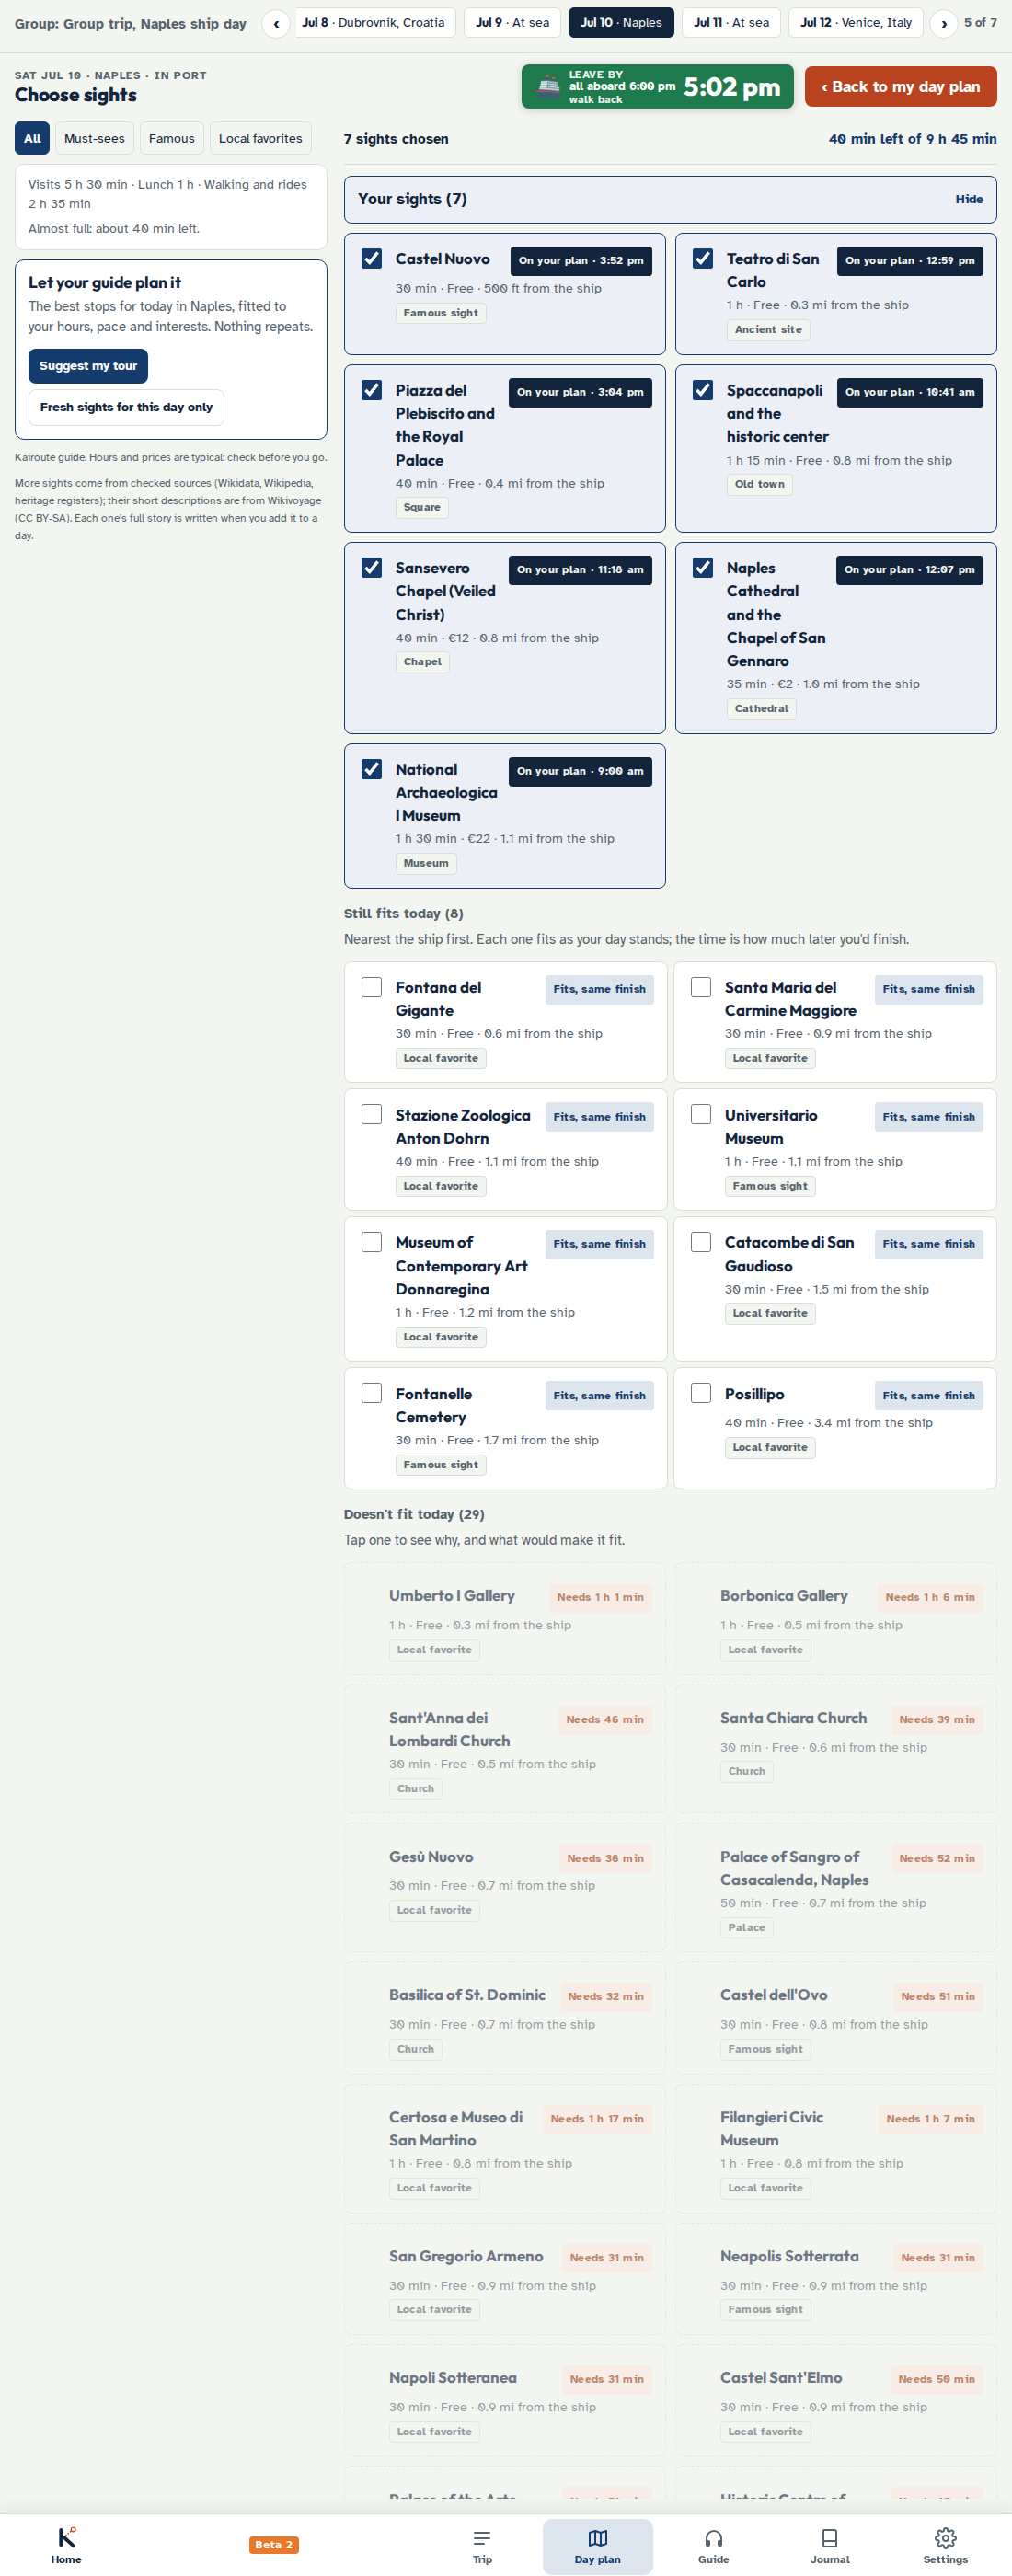 Group: Group trip, Naples ship day
‹
Jul 8 · Dubrovnik, Croatia
Jul 9 · At sea
Jul 10 · Naples
Jul 11 · At sea
Jul 12 · Venice, Italy
›
5 of 7
SAT JUL 10 · NAPLES · IN PORT
Choose sights
LEAVE BY
all aboard 6:00 pm
walk back
5:02 pm
‹ Back to my day plan
All
Must-sees
Famous
Local favorites
Visits 5 h 30 min · Lunch 1 h · Walking and rides
2 h 35 min
Almost full: about 40 min left.
Let your guide plan it
The best stops for today in Naples, fitted to
your hours, pace and interests. Nothing repeats.
Suggest my tour
Fresh sights for this day only
Kairoute guide. Hours and prices are typical: check before you go.
More sights come from checked sources (Wikidata, Wikipedia,
heritage registers); their short descriptions are from Wikivoyage
(CC BY-SA). Each one's full story is written when you add it to a
day.
7 sights chosen
40 min left of 9 h 45 min
Your sights (7)
Hide
Castel Nuovo
On your plan · 3:52 pm
30 min · Free · 500 ft from the ship
Famous sight
Teatro di San
Carlo
On your plan · 12:59 pm
1 h · Free · 0.3 mi from the ship
Ancient site
Piazza del
Plebiscito and
the Royal
Palace
On your plan · 3:04 pm
40 min · Free · 0.4 mi from the ship
Square
Spaccanapoli
and the
historic center
On your plan · 10:41 am
1 h 15 min · Free · 0.8 mi from the ship
Old town
Sansevero
Chapel (Veiled
Christ)
On your plan · 11:18 am
40 min · €12 · 0.8 mi from the ship
Chapel
Naples
Cathedral
and the
Chapel of San
Gennaro
On your plan · 12:07 pm
35 min · €2 · 1.0 mi from the ship
Cathedral
National
Archaeologica
l Museum
On your plan · 9:00 am
1 h 30 min · €22 · 1.1 mi from the ship
Museum
Still fits today (8)
Nearest the ship first. Each one fits as your day stands; the time is how much later you'd finish.
Fontana del
Gigante
Fits, same finish
30 min · Free · 0.6 mi from the ship
Local favorite
Santa Maria del
Carmine Maggiore
Fits, same finish
30 min · Free · 0.9 mi from the ship
Local favorite
Stazione Zoologica
Anton Dohrn
Fits, same finish
40 min · Free · 1.1 mi from the ship
Local favorite
Universitario
Museum
Fits, same finish
1 h · Free · 1.1 mi from the ship
Famous sight
Museum of
Contemporary Art
Donnaregina
Fits, same finish
1 h · Free · 1.2 mi from the ship
Local favorite
Catacombe di San
Gaudioso
Fits, same finish
30 min · Free · 1.5 mi from the ship
Local favorite
Fontanelle
Cemetery
Fits, same finish
30 min · Free · 1.7 mi from the ship
Famous sight
Posillipo
Fits, same finish
40 min · Free · 3.4 mi from the ship
Local favorite
Doesn't fit today (29)
Tap one to see why, and what would make it fit.
Umberto I Gallery
Needs 1 h 1 min
1 h · Free · 0.3 mi from the ship
Local favorite
Borbonica Gallery
Needs 1 h 6 min
1 h · Free · 0.5 mi from the ship
Local favorite
Sant'Anna dei
Lombardi Church
Needs 46 min
30 min · Free · 0.5 mi from the ship
Church
Santa Chiara Church
Needs 39 min
30 min · Free · 0.6 mi from the ship
Church
Gesù Nuovo
Needs 36 min
30 min · Free · 0.7 mi from the ship
Local favorite
Palace of Sangro of
Casacalenda, Naples
Needs 52 min
50 min · Free · 0.7 mi from the ship
Palace
Basilica of St. Dominic
Needs 32 min
30 min · Free · 0.7 mi from the ship
Church
Castel dell'Ovo
Needs 51 min
30 min · Free · 0.8 mi from the ship
Famous sight
Certosa e Museo di
San Martino
Needs 1 h 17 min
1 h · Free · 0.8 mi from the ship
Local favorite
Filangieri Civic
Museum
Needs 1 h 7 min
1 h · Free · 0.8 mi from the ship
Local favorite
San Gregorio Armeno
Needs 31 min
30 min · Free · 0.9 mi from the ship
Local favorite
Neapolis Sotterrata
Needs 31 min
30 min · Free · 0.9 mi from the ship
Famous sight
Napoli Sotteranea
Needs 31 min
30 min · Free · 0.9 mi from the ship
Local favorite
Castel Sant'Elmo
Needs 50 min
30 min · Free · 0.9 mi from the ship
Local favorite
Palace of the Arts
Historic Centre of
Home
Beta 2
Trip
Day plan
Guide
Journal
Settings